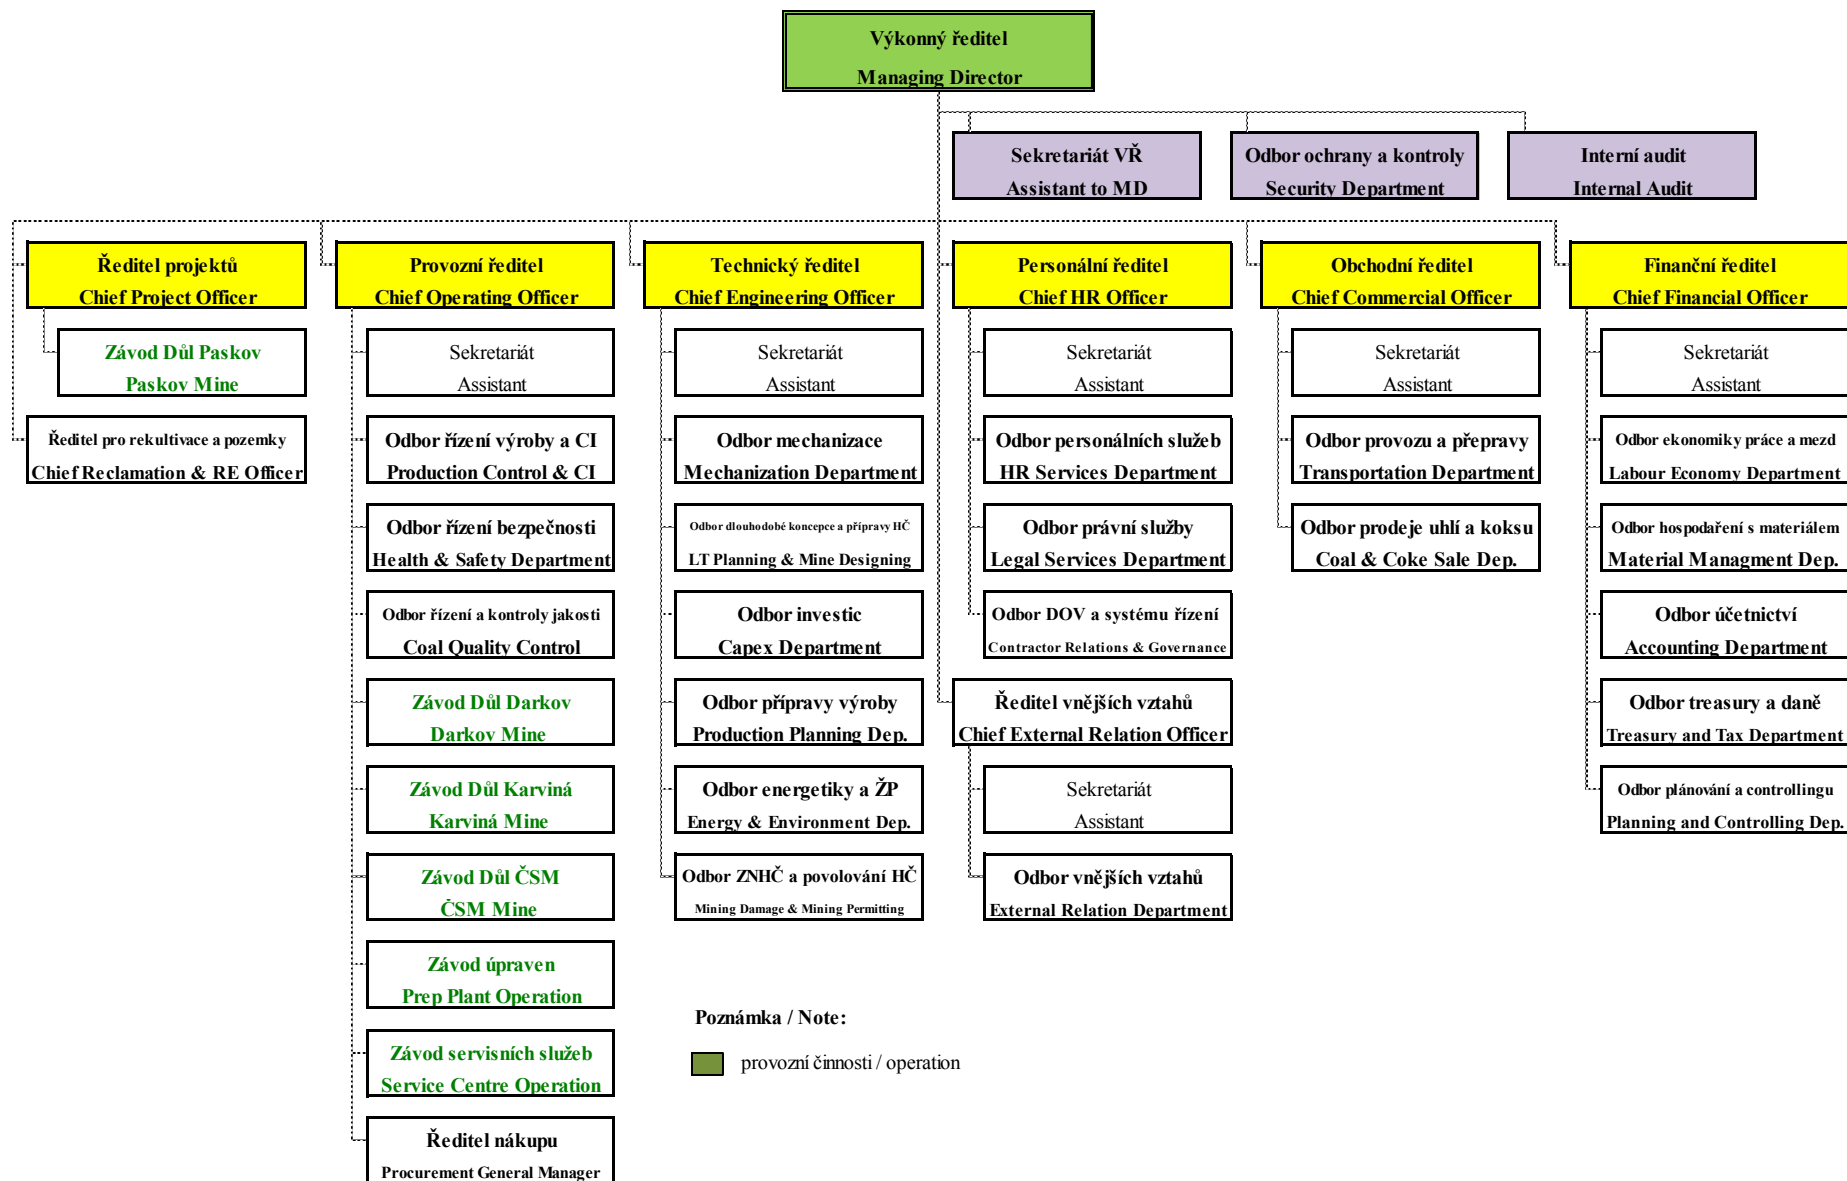 Výkonný ředitel
Managing Director
Sekretariát VŘ
Assistant to MD
Odbor ochrany a kontroly
Security Department
Interní audit
Internal Audit
Ředitel projektů
Chief Project Officer
Provozní ředitel
Chief Operating Officer
Technický ředitel
Chief Engineering Officer
Personální ředitel
Chief HR Officer
Obchodní ředitel
Chief Commercial Officer
Finanční ředitel
Chief Financial Officer
Závod Důl Paskov
Paskov Mine
Sekretariát
Assistant
Sekretariát
Assistant
Sekretariát
Assistant
Sekretariát
Assistant
Sekretariát
Assistant
Ředitel pro rekultivace a pozemky
Chief Reclamation & RE Officer
Odbor řízení výroby a CI
Production Control & CI
Odbor mechanizace
Mechanization Department
Odbor personálních služeb
HR Services Department
Odbor provozu a přepravy
Transportation Department
Odbor ekonomiky práce a mezd
Labour Economy Department
Odbor řízení bezpečnosti
Health & Safety Department
Odbor dlouhodobé koncepce a přípravy HČ
LT Planning & Mine Designing
Odbor právní služby
Legal Services Department
Odbor prodeje uhlí a koksu
Coal & Coke Sale Dep.
Odbor hospodaření s materiálem
Material Managment Dep.
Odbor řízení a kontroly jakosti
Coal Quality Control
Odbor investic
Capex Department
Odbor DOV a systému řízení
Contractor Relations & Governance
Odbor účetnictví
Accounting Department
Závod Důl Darkov
Darkov Mine
Odbor přípravy výroby
Production Planning Dep.
Ředitel vnějších vztahů
Chief External Relation Officer
Odbor treasury a daně
Treasury and Tax Department
Závod Důl Karviná
Karviná Mine
Odbor energetiky a ŽP
Energy & Environment Dep.
Sekretariát
Assistant
Odbor plánování a controllingu
Planning and Controlling Dep.
Závod Důl ČSM
ČSM Mine
Odbor ZNHČ a povolování HČ
Mining Damage & Mining Permitting
Odbor vnějších vztahů
External Relation Department
Závod úpraven
Prep Plant Operation
Závod servisních služeb
Service Centre Operation
Ředitel nákupu
Procurement General Manager
Poznámka / Note:
provozní činnosti / operation